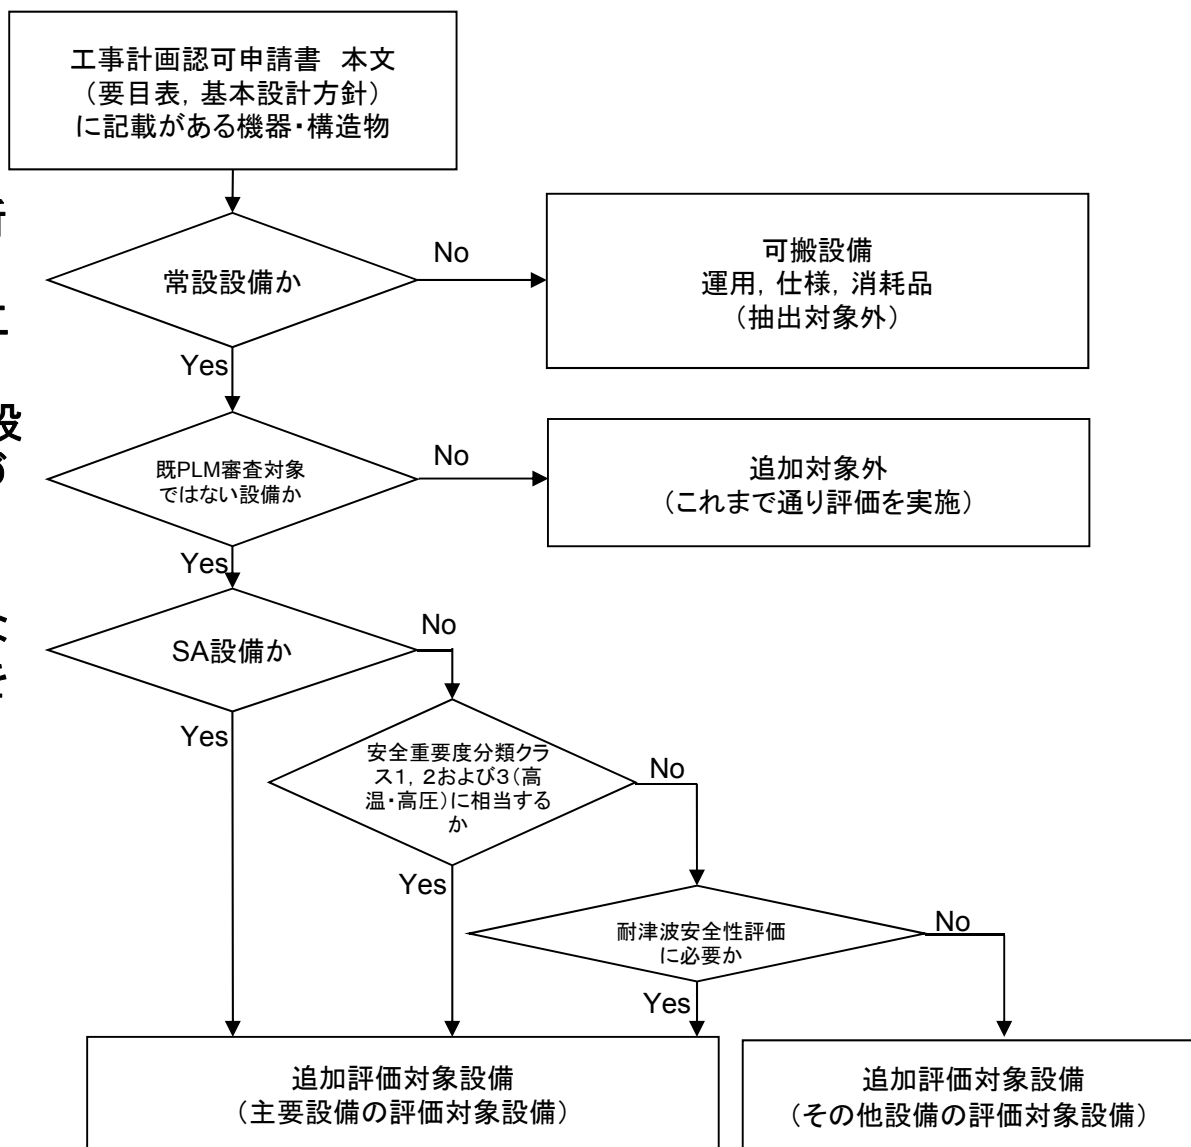 工事計画認可申請書　本文
（要目表，基本設計方針）
に記載がある機器・構造物
常設設備か
No
可搬設備
運用，仕様，消耗品
（抽出対象外）
Yes
設
既PLM審査対象
ではない設備か
No
追加対象外
（これまで通り評価を実施）
Yes
SA設備か
No
Yes
安全重要度分類クラ
ス１，２および３（高
温・高圧）に相当する
か
No
Yes
耐津波安全性評価
に必要か
No
Yes
追加評価対象設備
（主要設備の評価対象設備）
追加評価対象設備
（その他設備の評価対象設備）